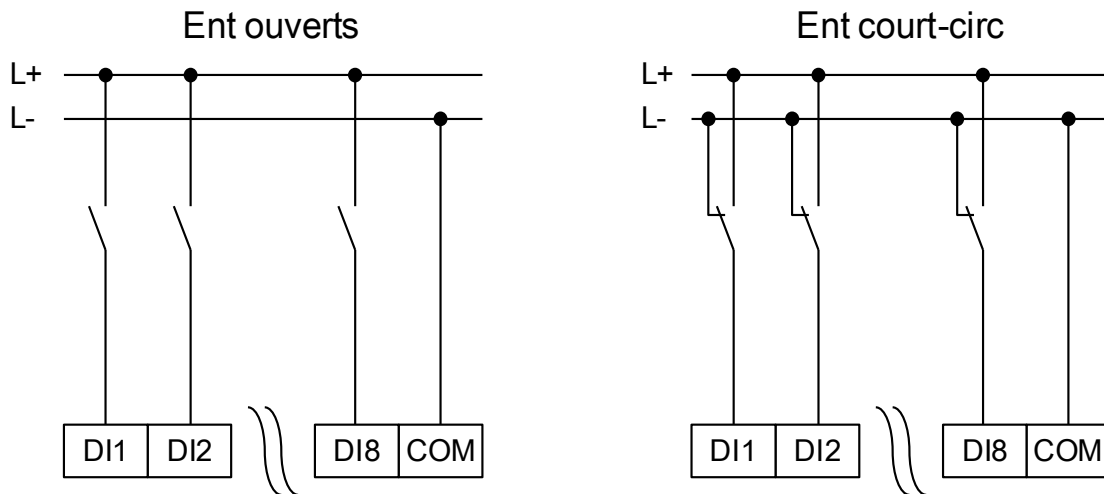 Ent ouverts
L+
L-
DI1 DI2 DI8 COM
Ent court-circ
L+
L-
DI1 DI2 DI8 COM